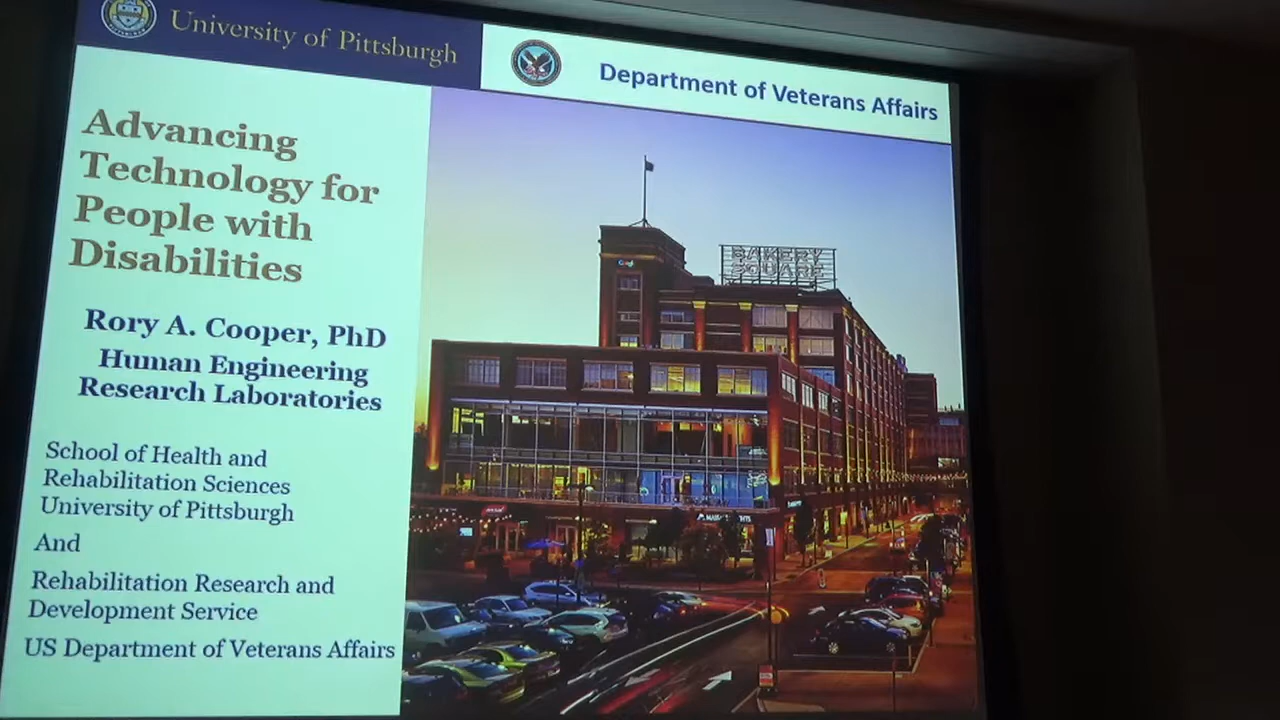 University of Pittsburgh
Department of Veterans Affairs
Advancing
Technology for
People with
Disabilities
Rory A. Cooper, PhD
Human Engineering
Research Laboratories
School of Health and
Rehabilitation Sciences
University of Pittsburgh
And
Rehabilitation Research and
Development Service
US Department of Veterans Affairs
Google
BAKERY
SQUARE